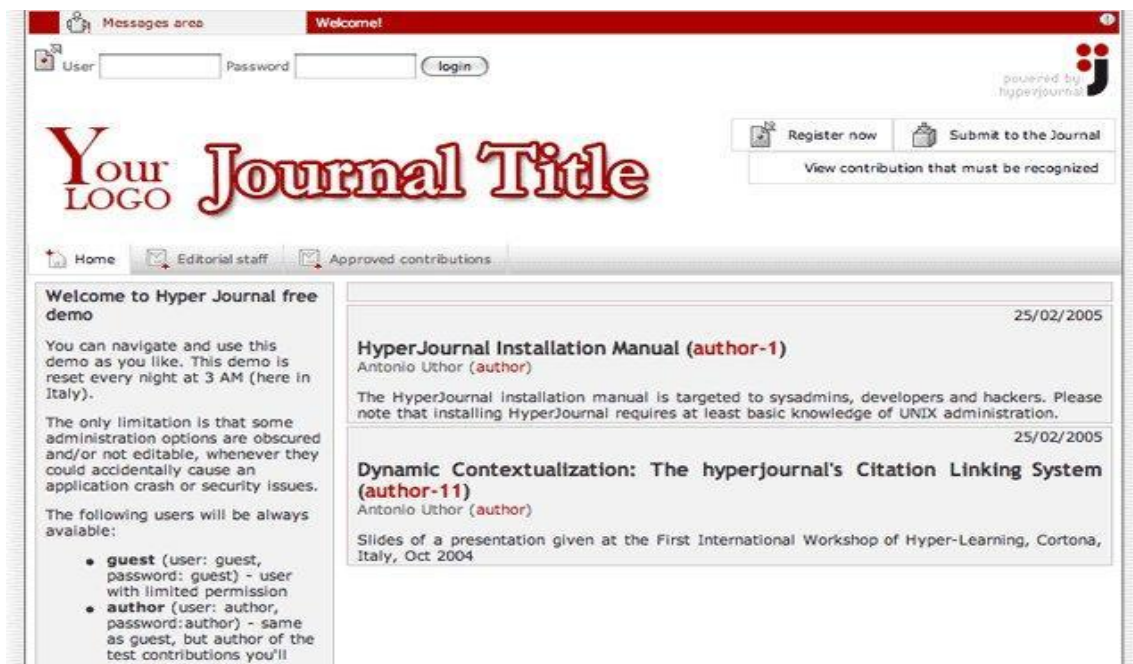 Messages area
Welcome!
User
Password
login
powered by
hyperjournal
Your
LOGO
Journal Title
Register now
Submit to the Journal
View contribution that must be recognized
Home
Editorial staff
Approved contributions
Welcome to Hyper Journal free
demo
You can navigate and use this
demo as you like. This demo is
reset every night at 3 AM (here in
Italy).
The only limitation is that some
administration options are obscured
and/or not editable, whenever they
could accidentally cause an
application crash or security issues.
The following users will be always
avaiable:
• guest (user: guest,
password: guest) - user
with limited permission
• author (user: author,
password:author) - same
as guest, but author of the
test contributions you'll
25/02/2005
HyperJournal Installation Manual (author-1)
Antonio Uthor (author)
The HyperJournal installation manual is targeted to sysadmins, developers and hackers. Please
note that installing HyperJournal requires at least basic knowledge of UNIX administration.
25/02/2005
Dynamic Contextualization: The hyperjournal's Citation Linking System
(author-11)
Antonio Uthor (author)
Slides of a presentation given at the First International Workshop of Hyper-Learning, Cortona,
Italy, Oct 2004